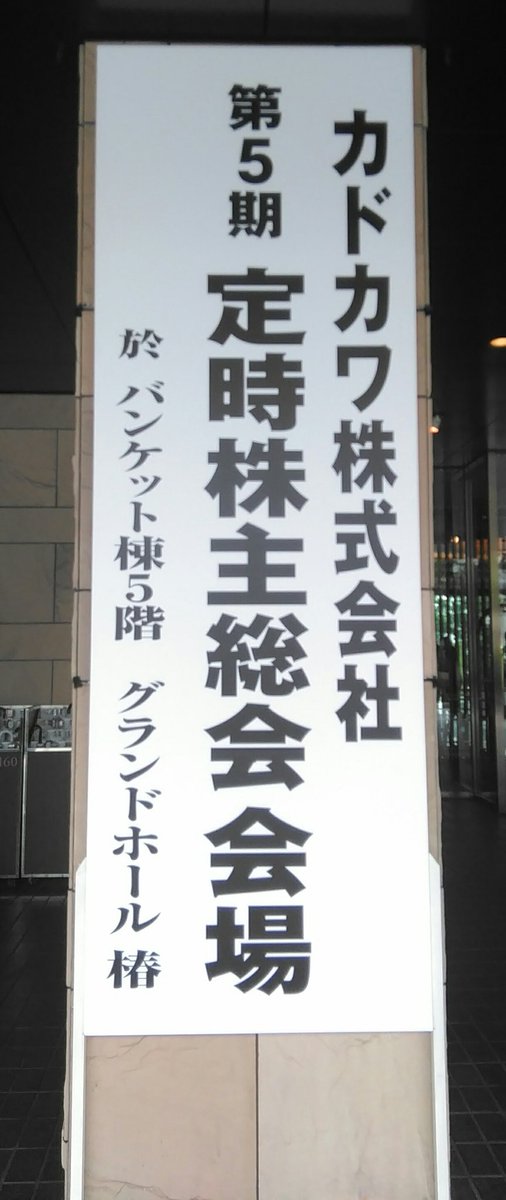 カドカワ株式会社
第5期 定時株主総会 会場
於 バンケット棟5階 グランドホール 椿
160